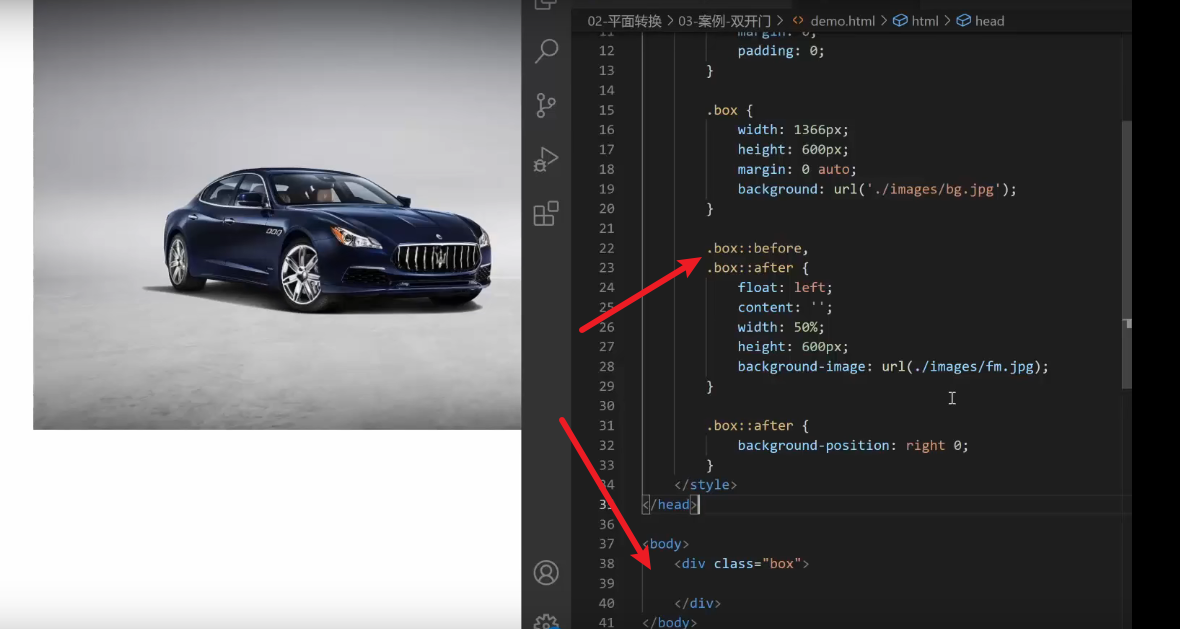 02-平面转换 > 03-案例-双开门 > <> demo.html > html > head
11 margin: 0;
12 padding: 0;
13 }
14
15 .box {
16 width: 1366px;
17 height: 600px;
18 margin: 0 auto;
19 background: url('./images/bg.jpg');
20 }
21
22 .box::before,
23 .box::after {
24 float: left;
25 content: '';
26 width: 50%;
27 height: 600px;
28 background-image: url(./images/fm.jpg);
29 }
30
31 .box::after {
32 background-position: right 0;
33 }
34 </style>
35 </head>
36
37 <body>
38 <div class="box">
39
40 </div>
41 </body>